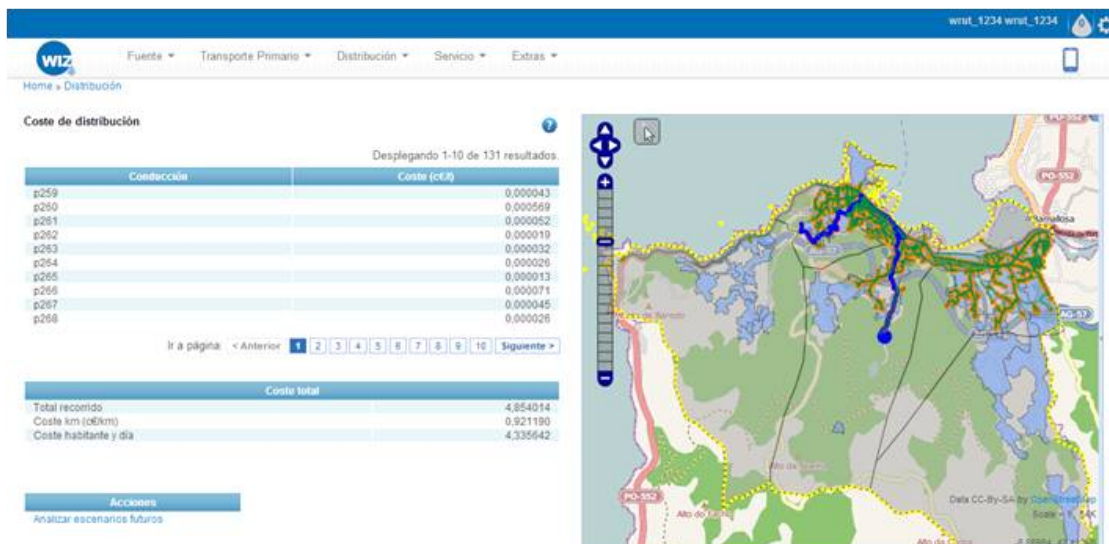 wrut_1234 wrut_1234
WIZ
Fuente Transporte Primario Distribución Servicio Extras
Home » Distribución
Coste de distribución
Desplegando 1-10 de 131 resultados.
Conducción Coste (c€/l)
p259 0,000043
p260 0,000569
p261 0,000052
p262 0,000019
p263 0,000032
p264 0,000026
p265 0,000013
p266 0,000071
p267 0,000045
p268 0,000026
Ir a página: < Anterior 1 2 3 4 5 6 7 8 9 10 Siguiente >
Coste total
Total recorrido 4,854014
Coste km (c€/km) 0,921190
Coste habitante y día 4,335642
Acciones
Analizar escenarios futuros
PO-552
PO-552
AG-57
PO-552
Data CC-By-SA by OpenStreetMap